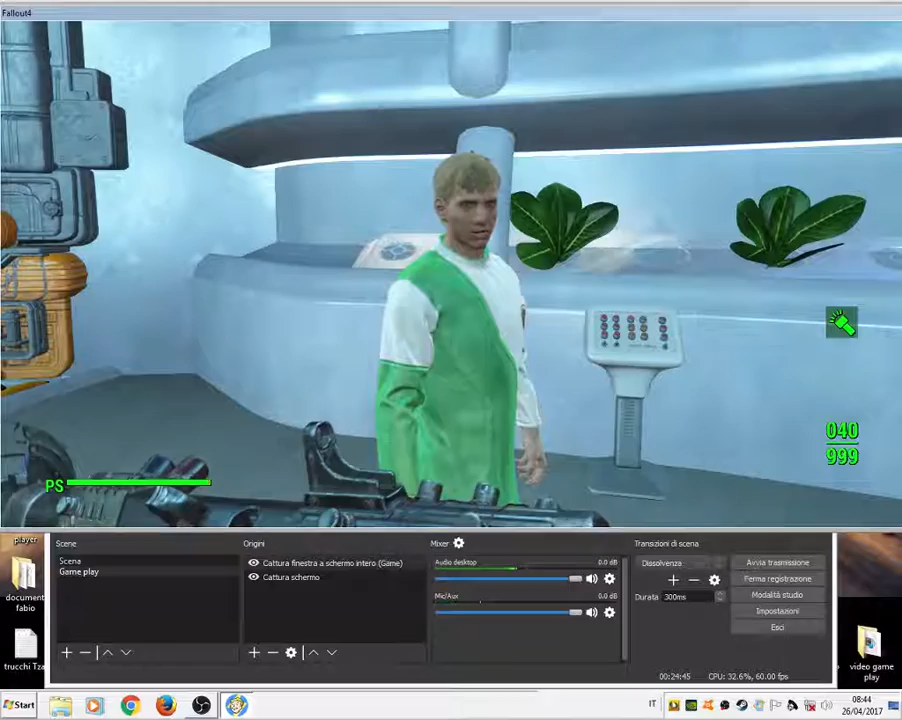 Fallout4
040
999
PS
player
document
fabio
trucchi Tza
Scene
Scena
Game play
Origini
Cattura finestra a schermo intero (Game)
Cattura schermo
Mixer
Audio desktop
0.0 dB
Mic/Aux
0.0 dB
Transizioni di scena
Dissolvenza
Durata
300ms
Avvia trasmissione
Ferma registrazione
Modalità studio
Impostazioni
Esci
00:24:45
CPU: 32.6%, 60.00 fps
video game
play
Start
IT
08:44
26/04/2017